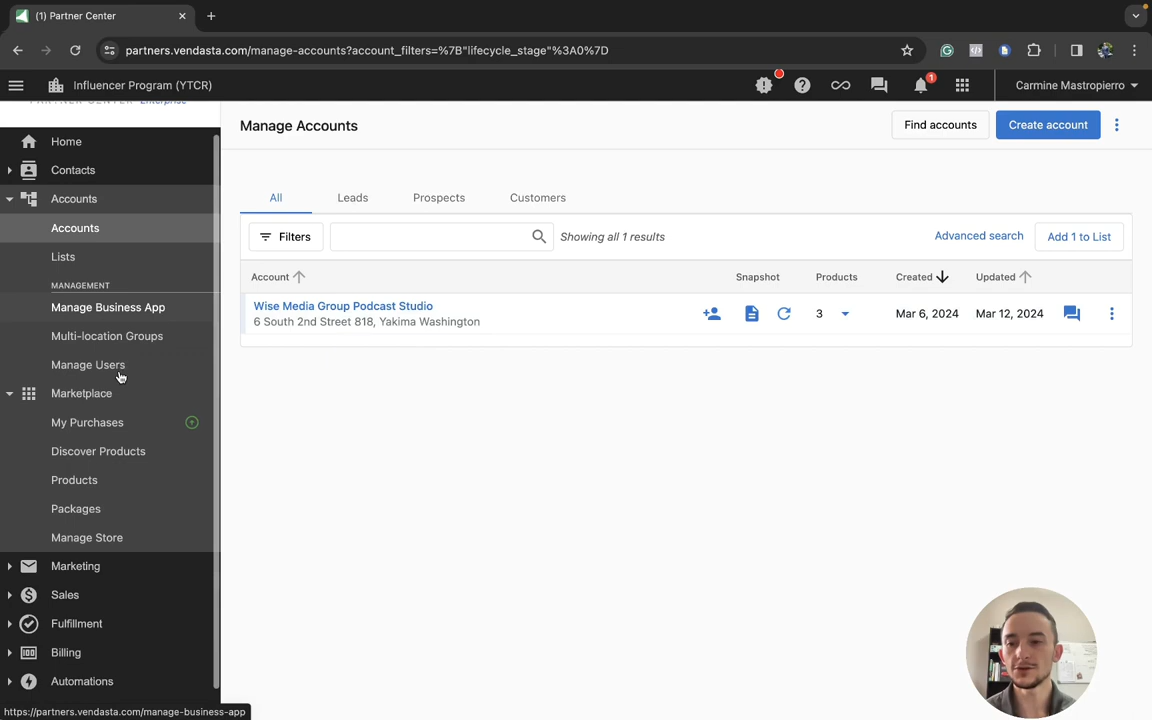 (1) Partner Center
partners.vendasta.com/manage-accounts?account_filters=%7B"lifecycle_stage"%3A0%7D
Influencer Program (YTCR)
1
Carmine Mastropierro
PARTNER CENTER Enterprise
Manage Accounts
Find accounts
Create account
Home
Contacts
Accounts
Accounts
Lists
MANAGEMENT
Manage Business App
Multi-location Groups
Manage Users
Marketplace
My Purchases
Discover Products
Products
Packages
Manage Store
Marketing
Sales
Fulfillment
Billing
Automations
All Leads Prospects Customers
Filters
Showing all 1 results
Advanced search
Add 1 to List
Account Snapshot Products Created Updated
Wise Media Group Podcast Studio
6 South 2nd Street 818, Yakima Washington
3
Mar 6, 2024
Mar 12, 2024
https://partners.vendasta.com/manage-business-app